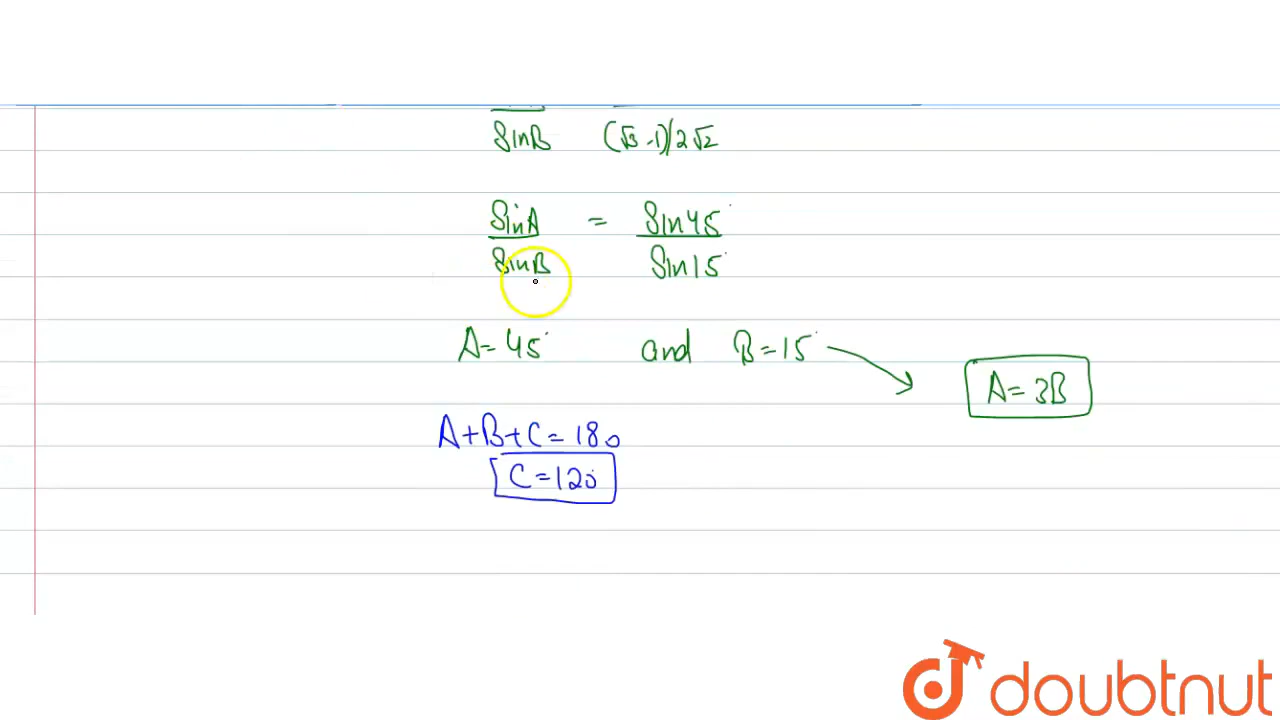 SinB (√3 -1)/2√2
SinA = Sin45°
SinB Sin15°
A=45° and B=15°
A=3B
A+B+C=180
C=120°
doubtnut